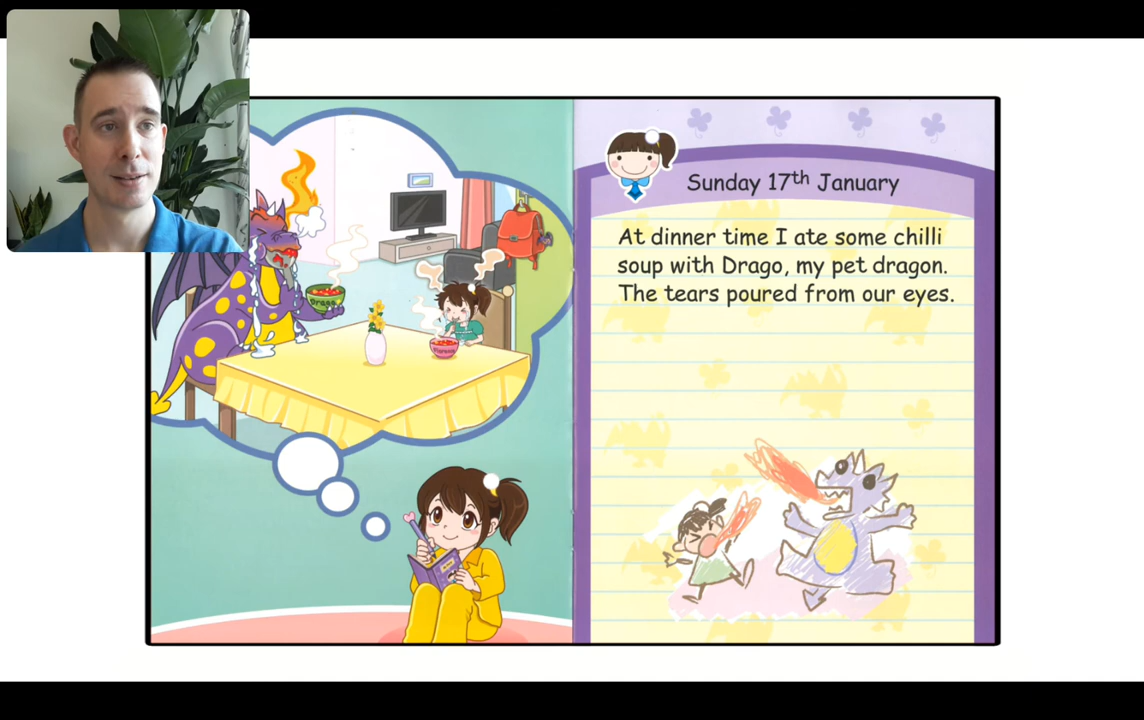 Drago
Sunday 17th January
At dinner time I ate some chilli
soup with Drago, my pet dragon.
The tears poured from our eyes.